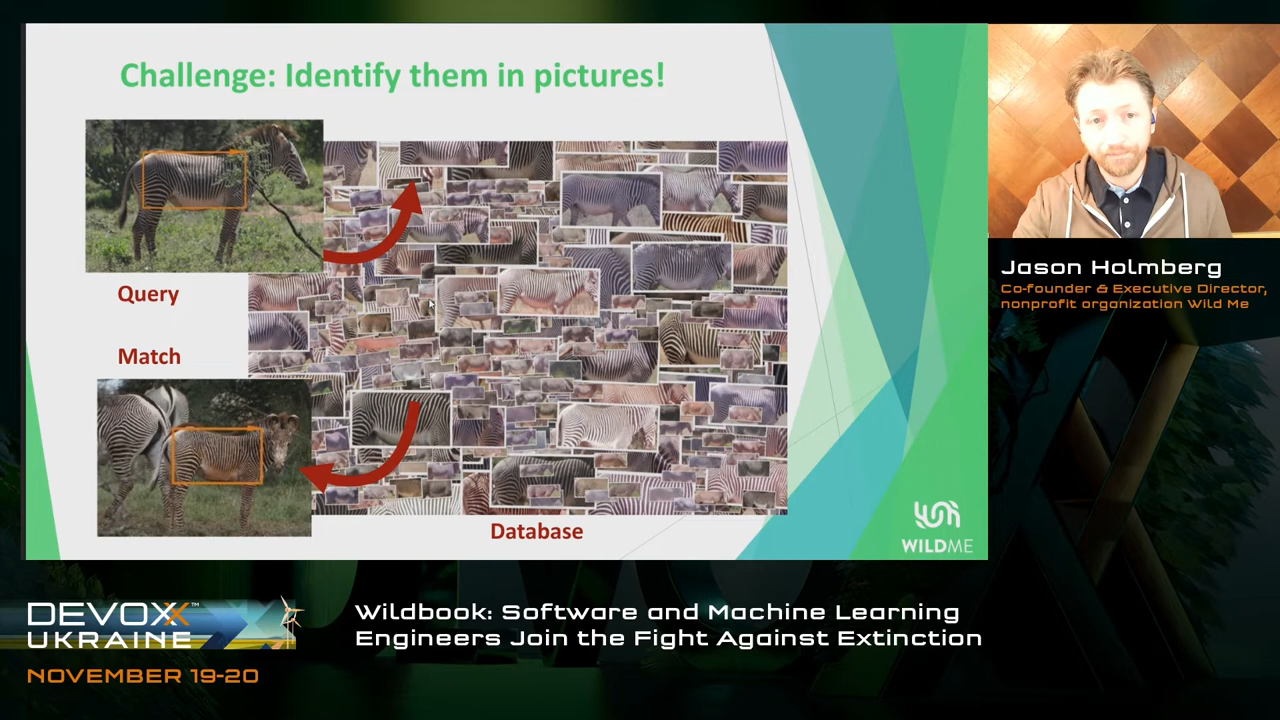 Challenge: Identify them in pictures!
Query
Match
Database
WILDME
Jason Holmberg
Co-founder & Executive Director,
nonprofit organization Wild Me
DEVOXX™
UKRAINE
NOVEMBER 19-20
Wildbook: Software and Machine Learning
Engineers Join the Fight Against Extinction